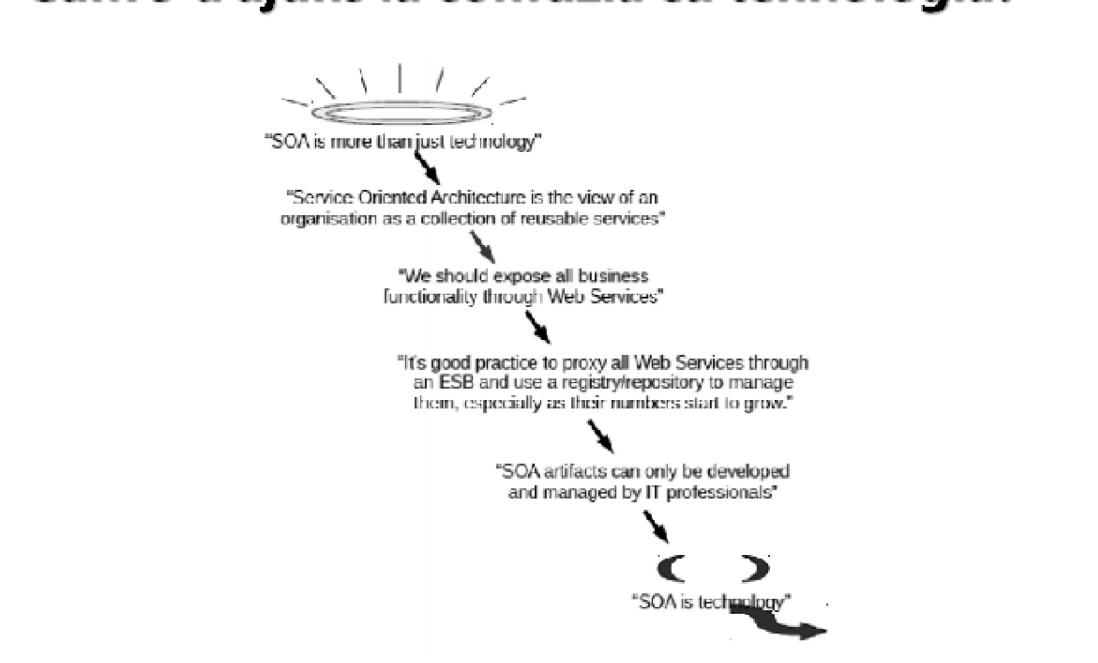 la
"SOA is more than just technology"
"Service Oriented Architecture is the view of an
organisation as a collection of reusable services"
"We should expose all business
functionality through Web Services"
"It's good practice to proxy all Web Services through
an ESB and use a registry/repository to manage
them, especially as their numbers start to grow."
"SOA artifacts can only be developed
and managed by IT professionals"
"SOA is technology"